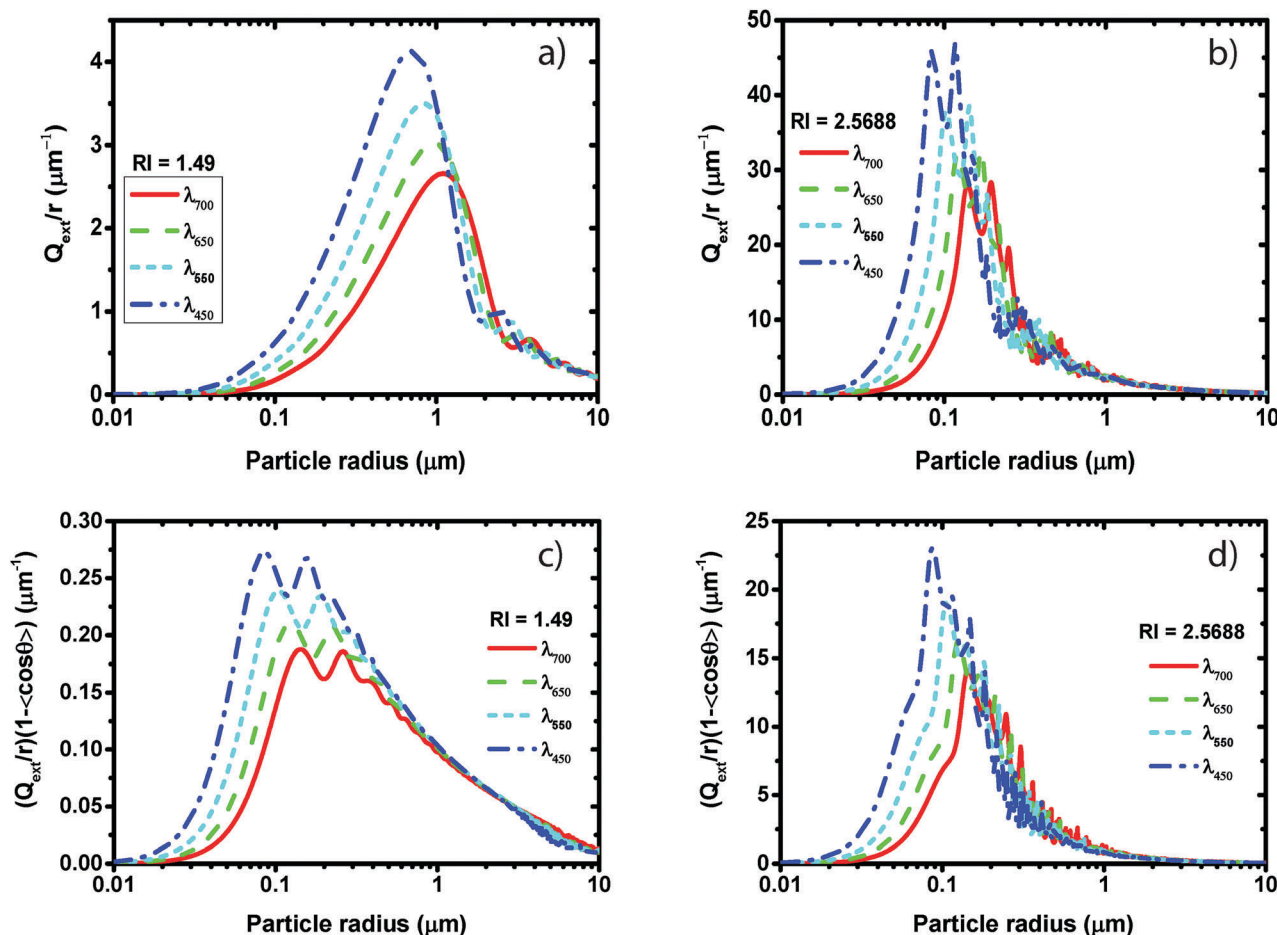 a)
4
3
2
1
0
Q_ext/r (μm⁻¹)
RI = 1.49
λ₇₀₀
λ₆₅₀
λ₅₅₀
λ₄₅₀
0.01 0.1 1 10
Particle radius (μm)
b)
50
40
30
20
10
0
Q_ext/r (μm⁻¹)
RI = 2.5688
λ₇₀₀
λ₆₅₀
λ₅₅₀
λ₄₅₀
0.01 0.1 1 10
Particle radius (μm)
c)
0.30
0.25
0.20
0.15
0.10
0.05
0.00
(Q_ext/r)(1-<cosθ>) (μm⁻¹)
RI = 1.49
λ₇₀₀
λ₆₅₀
λ₅₅₀
λ₄₅₀
0.01 0.1 1 10
Particle radius (μm)
d)
25
20
15
10
5
0
(Q_ext/r)(1-<cosθ>) (μm⁻¹)
RI = 2.5688
λ₇₀₀
λ₆₅₀
λ₅₅₀
λ₄₅₀
0.01 0.1 1 10
Particle radius (μm)